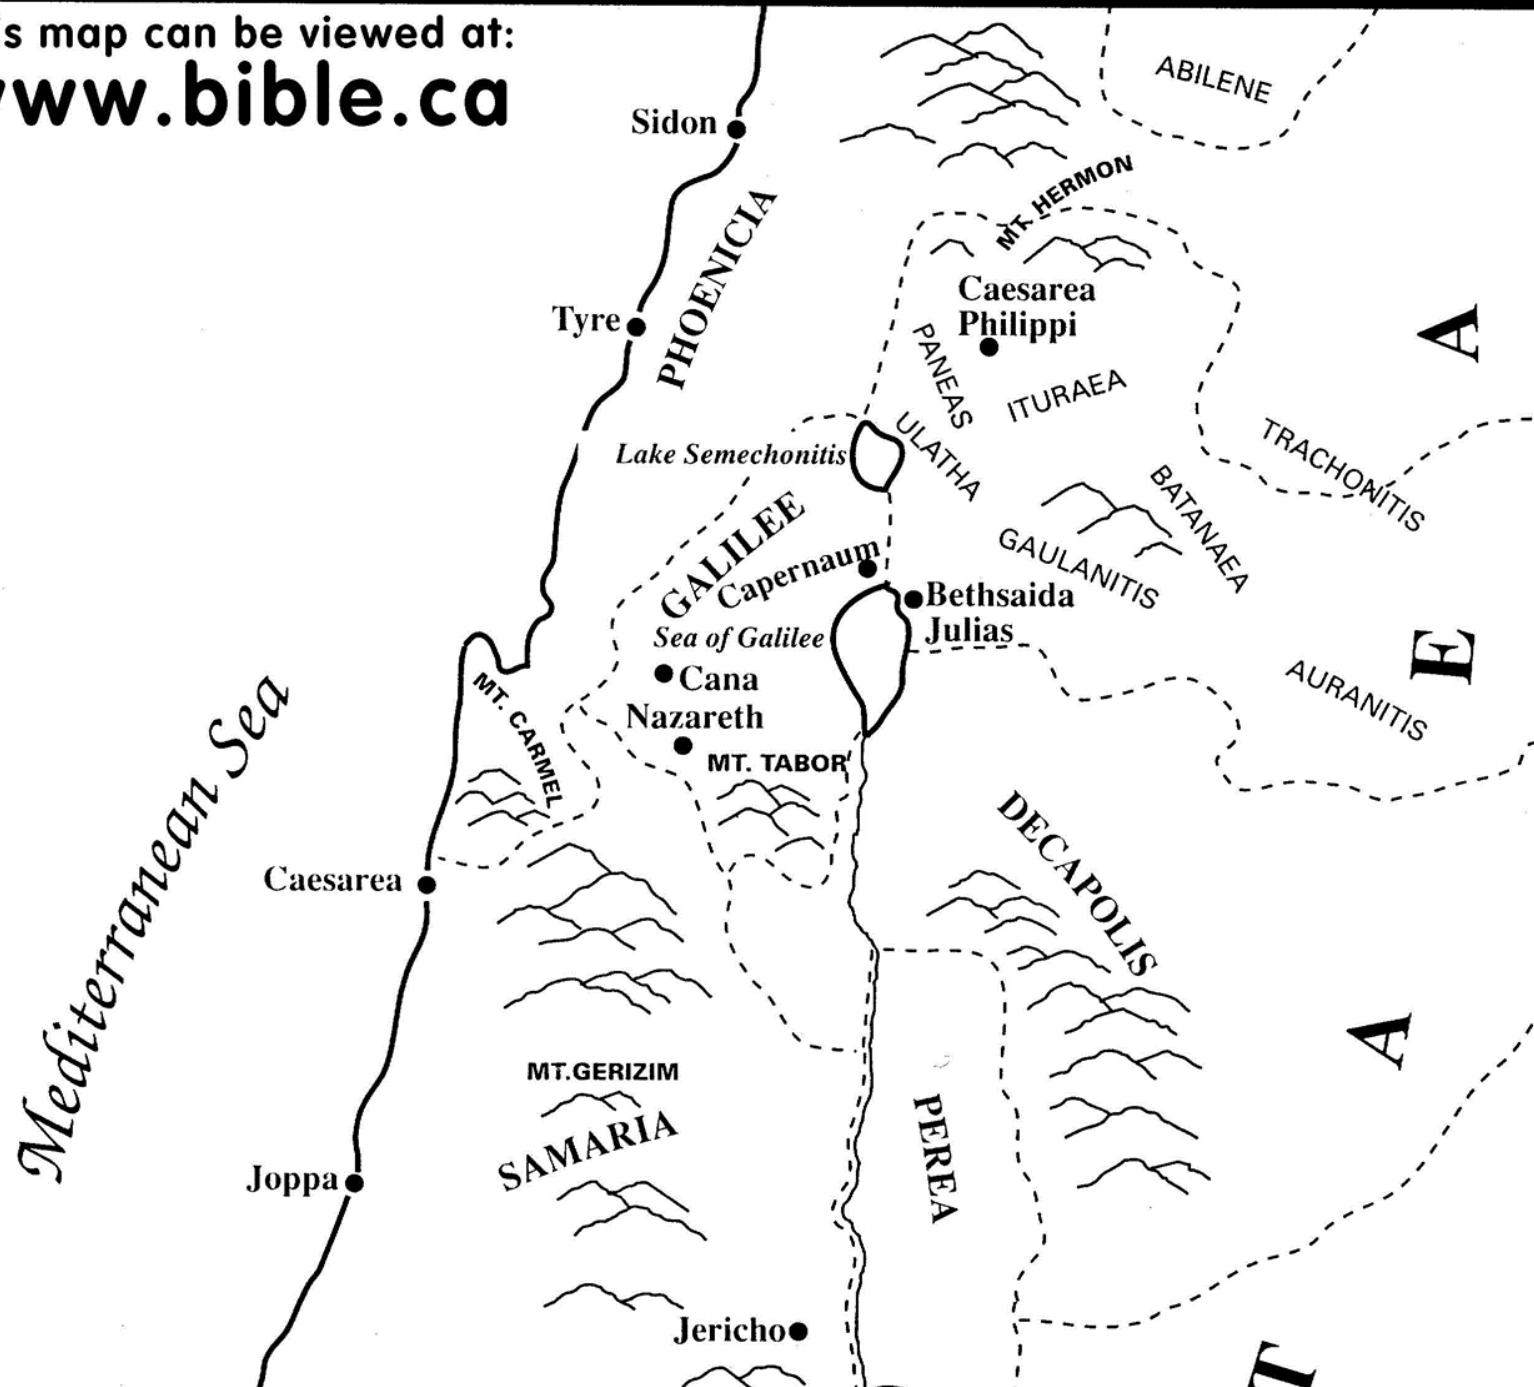 s map can be viewed at:
www.bible.ca
ABILENE
Sidon
MT. HERMON
PHOENICIA
Caesarea
Philippi
Tyre
PANEAS
ITURAEA
A
ULATHA
Lake Semechonitis
TRACHONITIS
BATANAEA
GALILEE
GAULANITIS
Capernaum
Bethsaida
Julias
Sea of Galilee
E
Cana
AURANITIS
MT. CARMEL
Nazareth
MT. TABOR
Mediterranean Sea
DECAPOLIS
Caesarea
A
MT.GERIZIM
SAMARIA
PEREA
Joppa
Jericho
T